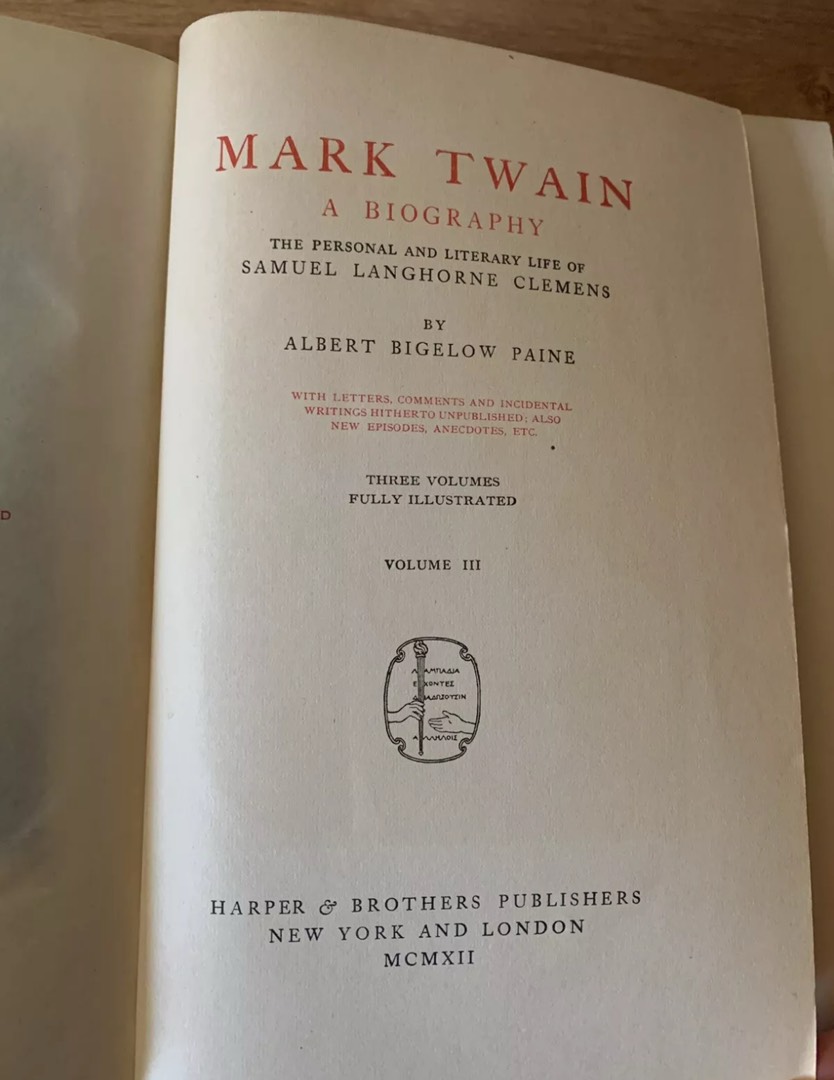 MARK TWAIN
A BIOGRAPHY
THE PERSONAL AND LITERARY LIFE OF
SAMUEL LANGHORNE CLEMENS
BY
ALBERT BIGELOW PAINE
WITH LETTERS, COMMENTS AND INCIDENTAL
WRITINGS HITHERTO UNPUBLISHED; ALSO
NEW EPISODES, ANECDOTES, ETC.
THREE VOLUMES
FULLY ILLUSTRATED
VOLUME III
ΛΑΜΠΑΔΙΑ
ΕΧΟΝΤΕΣ
ΔΙΑΔΩΣΟΥΣΙΝ
ΑΛΛΗΛΟΙΣ
HARPER & BROTHERS PUBLISHERS
NEW YORK AND LONDON
MCMXII